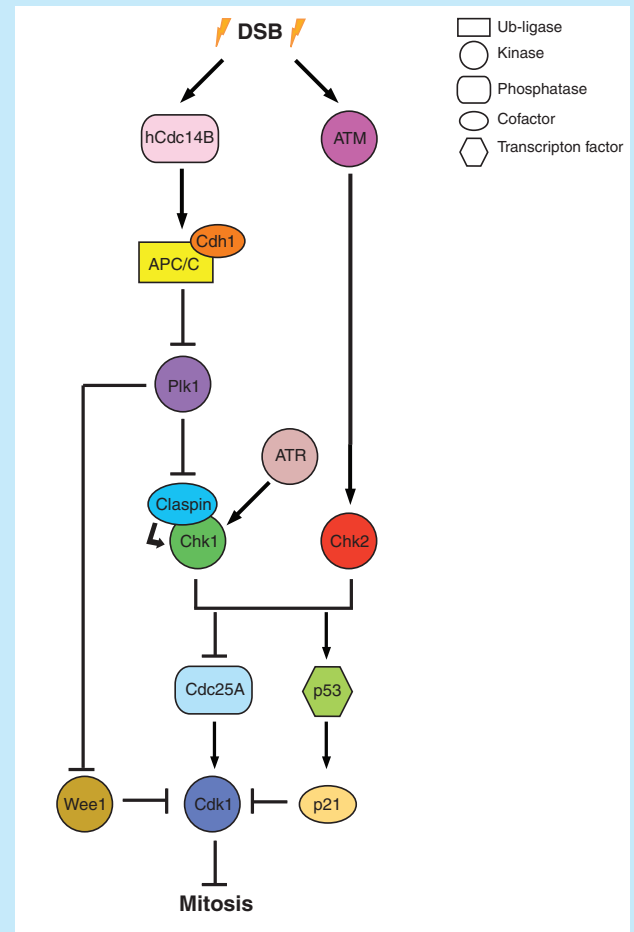 DSB
Ub-ligase
Kinase
Phosphatase
Cofactor
Transcripton factor
hCdc14B
ATM
Cdh1
APC/C
Plk1
ATR
Claspin
Chk1
Chk2
Cdc25A
p53
Wee1
Cdk1
p21
Mitosis